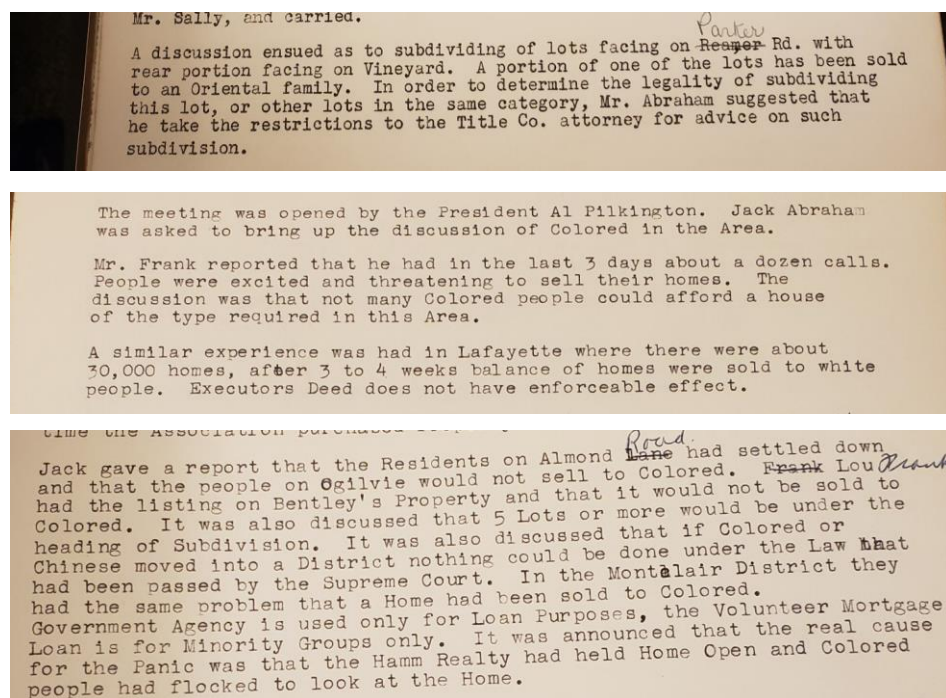 Mr. Sally, and carried.
Parker
A discussion ensued as to subdividing of lots facing on Reamer Rd. with
rear portion facing on Vineyard. A portion of one of the lots has been sold
to an Oriental family. In order to determine the legality of subdividing
this lot, or other lots in the same category, Mr. Abraham suggested that
he take the restrictions to the Title Co. attorney for advice on such
subdivision.
The meeting was opened by the President Al Pilkington. Jack Abraham
was asked to bring up the discussion of Colored in the Area.
Mr. Frank reported that he had in the last 3 days about a dozen calls.
People were excited and threatening to sell their homes. The
discussion was that not many Colored people could afford a house
of the type required in this Area.
A similar experience was had in Lafayette where there were about
30,000 homes, after 3 to 4 weeks balance of homes were sold to white
people. Executors Deed does not have enforceable effect.
time the Association purchased
Road
Jack gave a report that the Residents on Almond Lane had settled down
and that the people on Ogilvie would not sell to Colored. Frank Lou Frank
had the listing on Bentley's Property and that it would not be sold to
Colored. It was also discussed that 5 Lots or more would be under the
heading of Subdivision. It was also discussed that if Colored or
Chinese moved into a District nothing could be done under the Law that
had been passed by the Supreme Court. In the Montclair District they
had the same problem that a Home had been sold to Colored.
Government Agency is used only for Loan Purposes, the Volunteer Mortgage
Loan is for Minority Groups only. It was announced that the real cause
for the Panic was that the Hamm Realty had held Home Open and Colored
people had flocked to look at the Home.